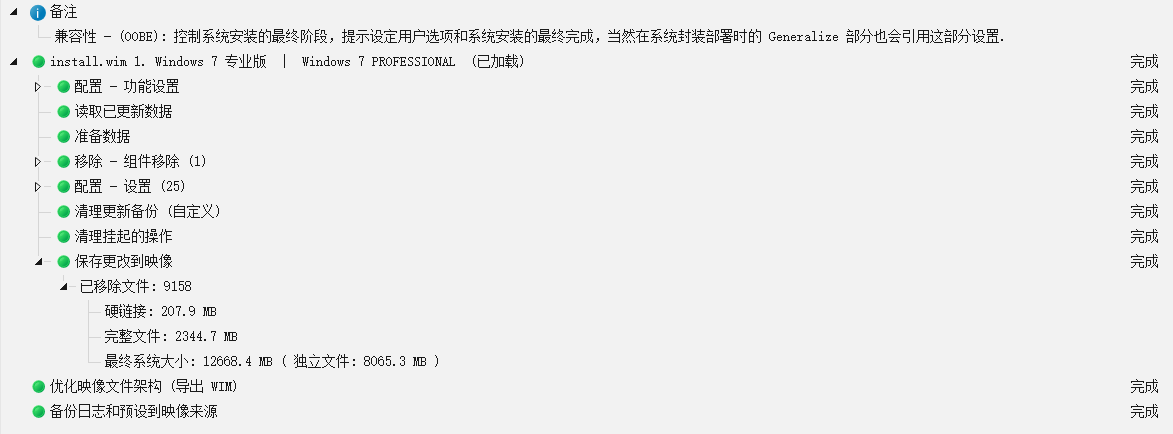 备注
兼容性 - (OOBE): 控制系统安装的最终阶段, 提示设定用户选项和系统安装的最终完成, 当然在系统封装部署时的 Generalize 部分也会引用这部分设置.
install.wim 1. Windows 7 专业版 | Windows 7 PROFESSIONAL (已加载) 完成
配置 - 功能设置 完成
读取已更新数据 完成
准备数据 完成
移除 - 组件移除 (1) 完成
配置 - 设置 (25) 完成
清理更新备份 (自定义) 完成
清理挂起的操作 完成
保存更改到映像 完成
已移除文件: 9158
硬链接: 207.9 MB
完整文件: 2344.7 MB
最终系统大小: 12668.4 MB ( 独立文件: 8065.3 MB )
优化映像文件架构 (导出 WIM) 完成
备份日志和预设到映像来源 完成